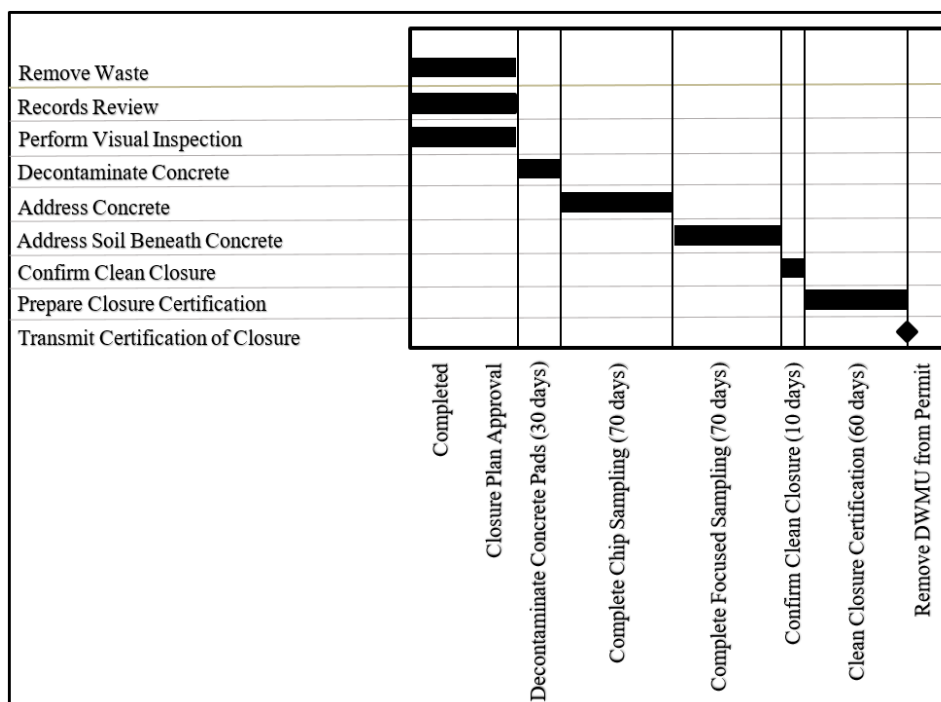 Remove Waste
Records Review
Perform Visual Inspection
Decontaminate Concrete
Address Concrete
Address Soil Beneath Concrete
Confirm Clean Closure
Prepare Closure Certification
Transmit Certification of Closure
Completed
Closure Plan Approval
Decontaminate Concrete Pads (30 days)
Complete Chip Sampling (70 days)
Complete Focused Sampling (70 days)
Confirm Clean Closure (10 days)
Clean Closure Certification (60 days)
Remove DWMU from Permit